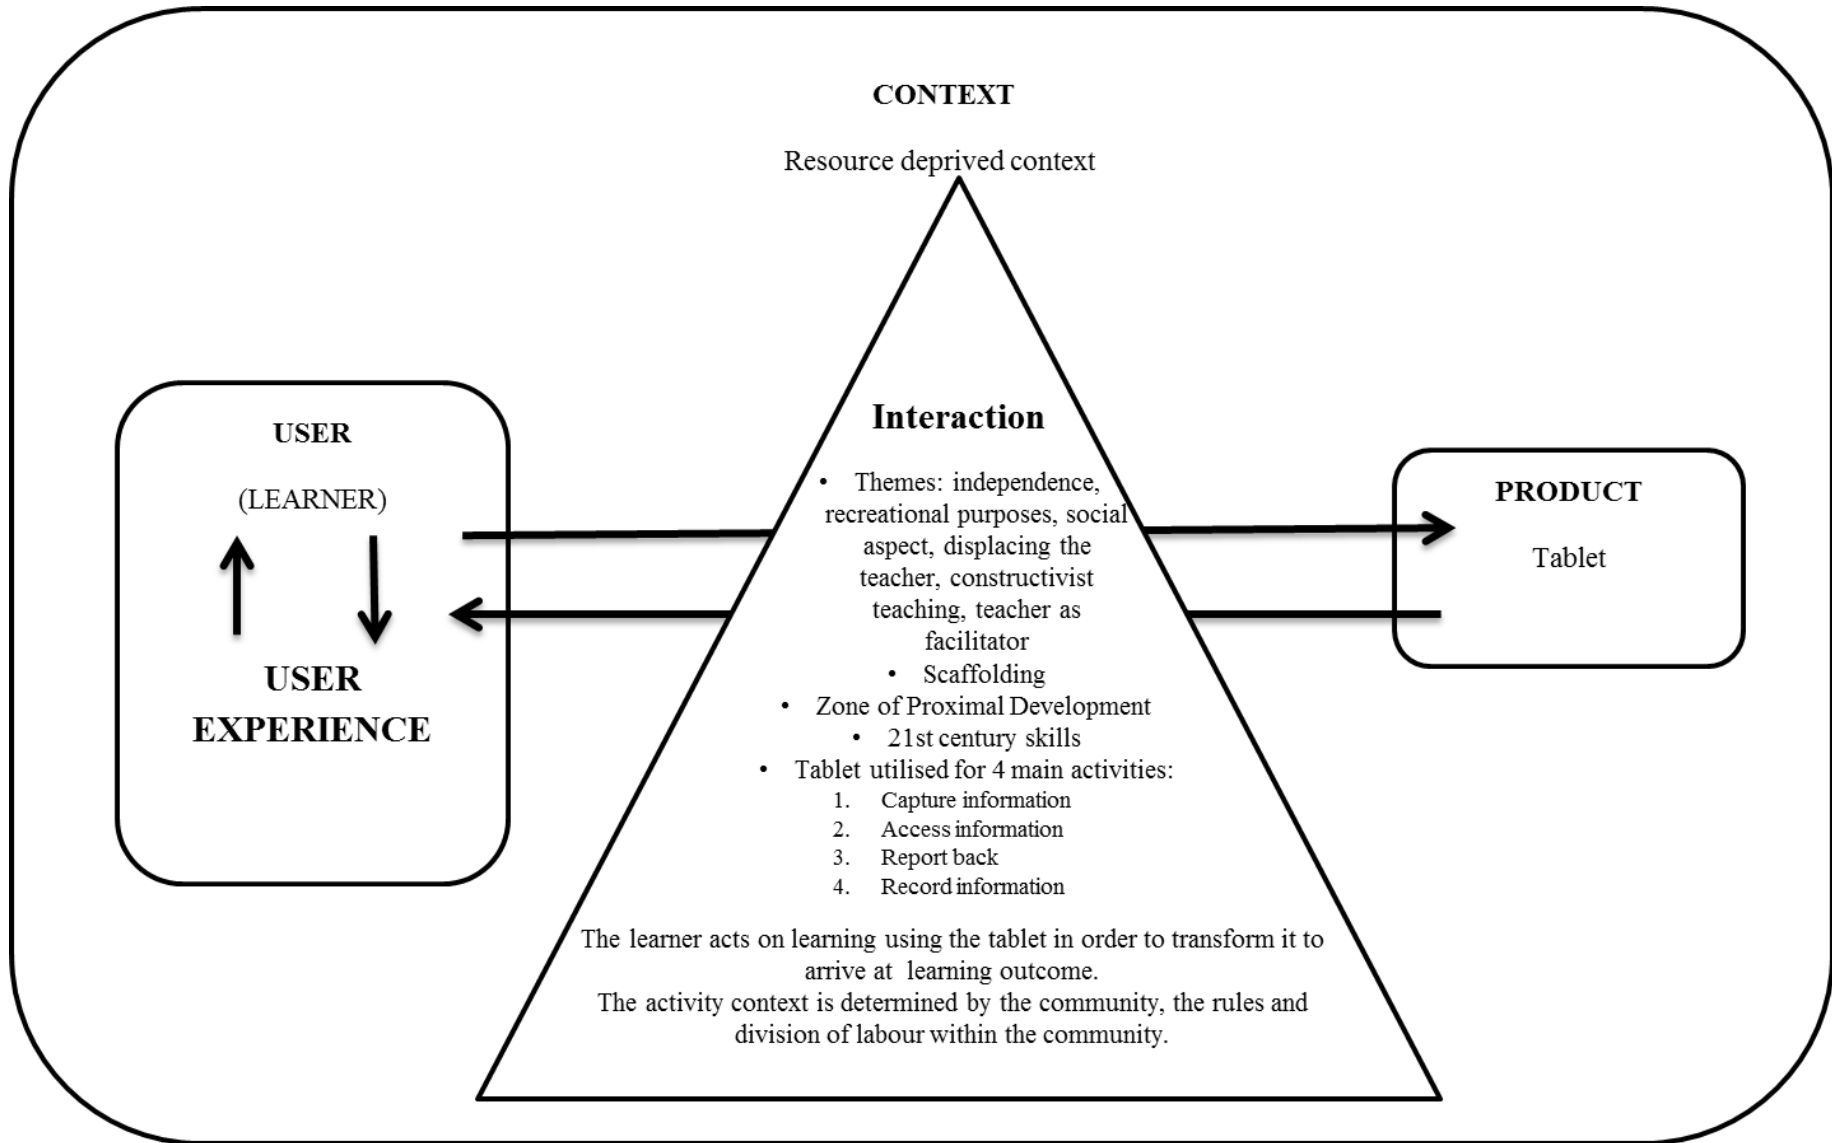 CONTEXT
Resource deprived context
USER
(LEARNER)
USER
EXPERIENCE
Interaction
• Themes: independence,
recreational purposes, social
aspect, displacing the
teacher, constructivist
teaching, teacher as
facilitator
• Scaffolding
• Zone of Proximal Development
• 21st century skills
• Tablet utilised for 4 main activities:
1. Capture information
2. Access information
3. Report back
4. Record information
The learner acts on learning using the tablet in order to transform it to
arrive at learning outcome.
The activity context is determined by the community, the rules and
division of labour within the community.
PRODUCT
Tablet